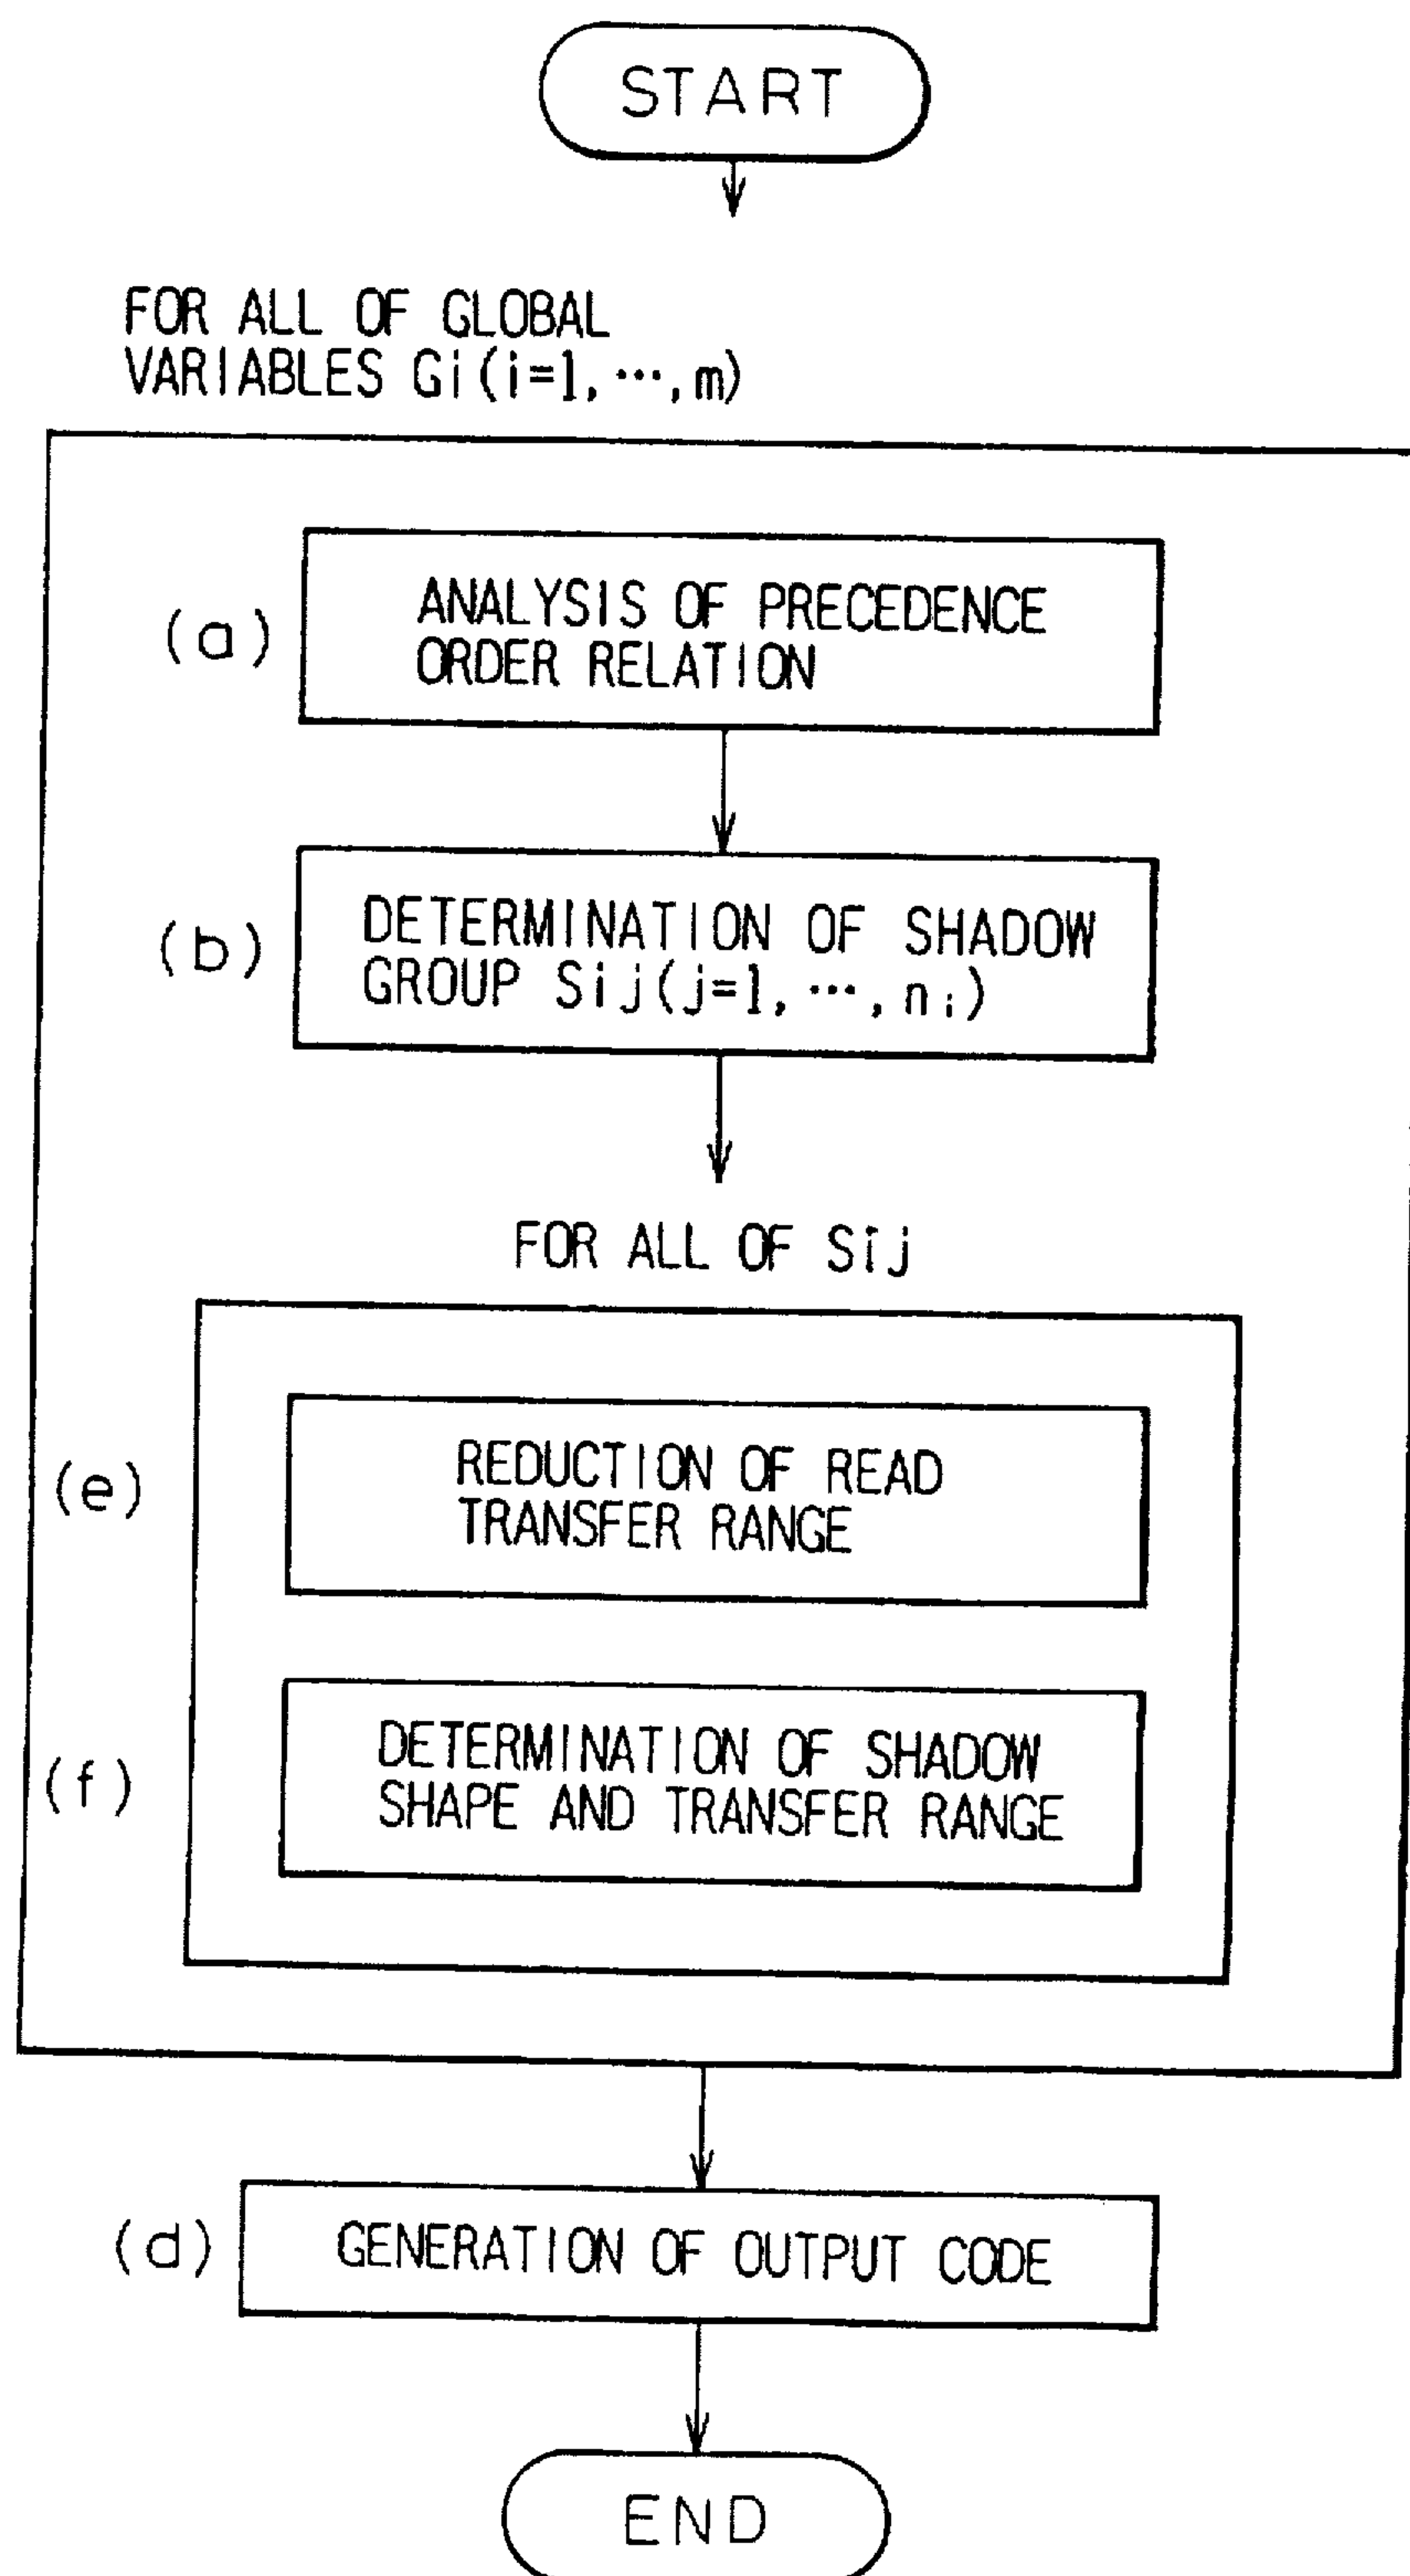 START
FOR ALL OF GLOBAL
VARIABLES Gi(i=1, ⋯, m)
(a)
ANALYSIS OF PRECEDENCE
ORDER RELATION
(b)
DETERMINATION OF SHADOW
GROUP Sij(j=1, ⋯, nᵢ)
FOR ALL OF Sij
(e)
REDUCTION OF READ
TRANSFER RANGE
(f)
DETERMINATION OF SHADOW
SHAPE AND TRANSFER RANGE
(d)
GENERATION OF OUTPUT CODE
END